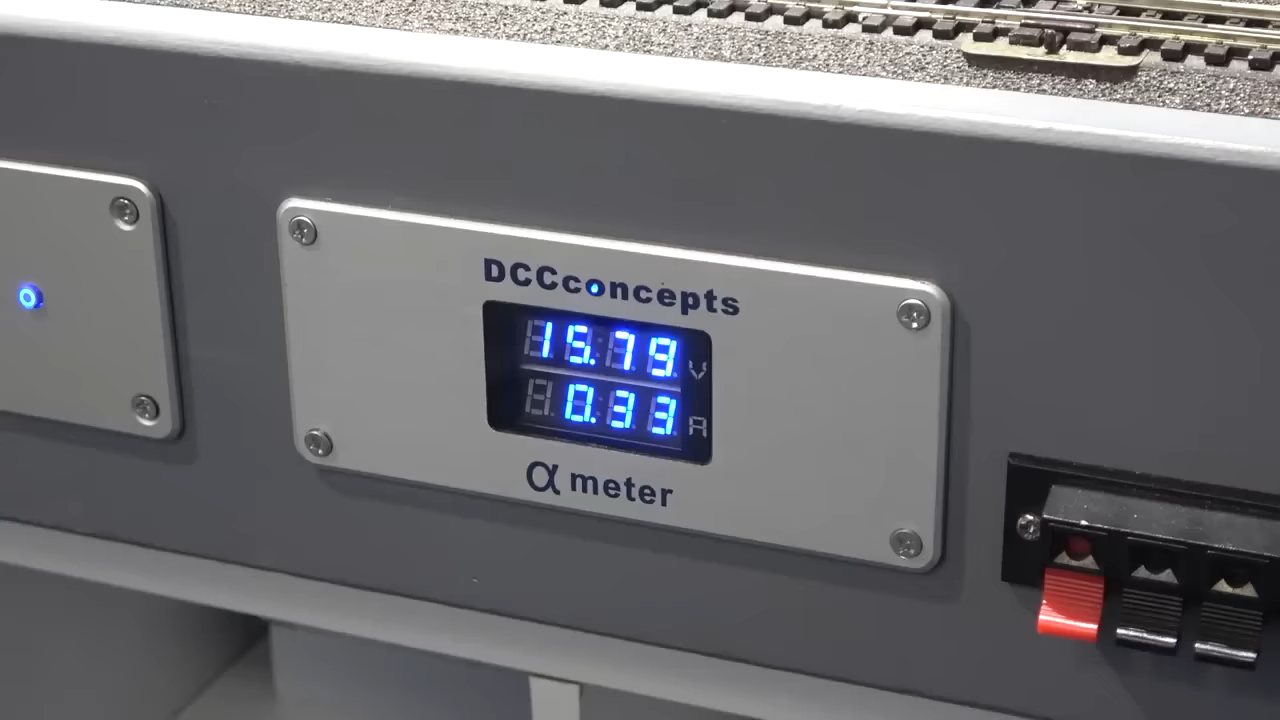 DCCconcepts
15.79 V
0.33 A
α meter